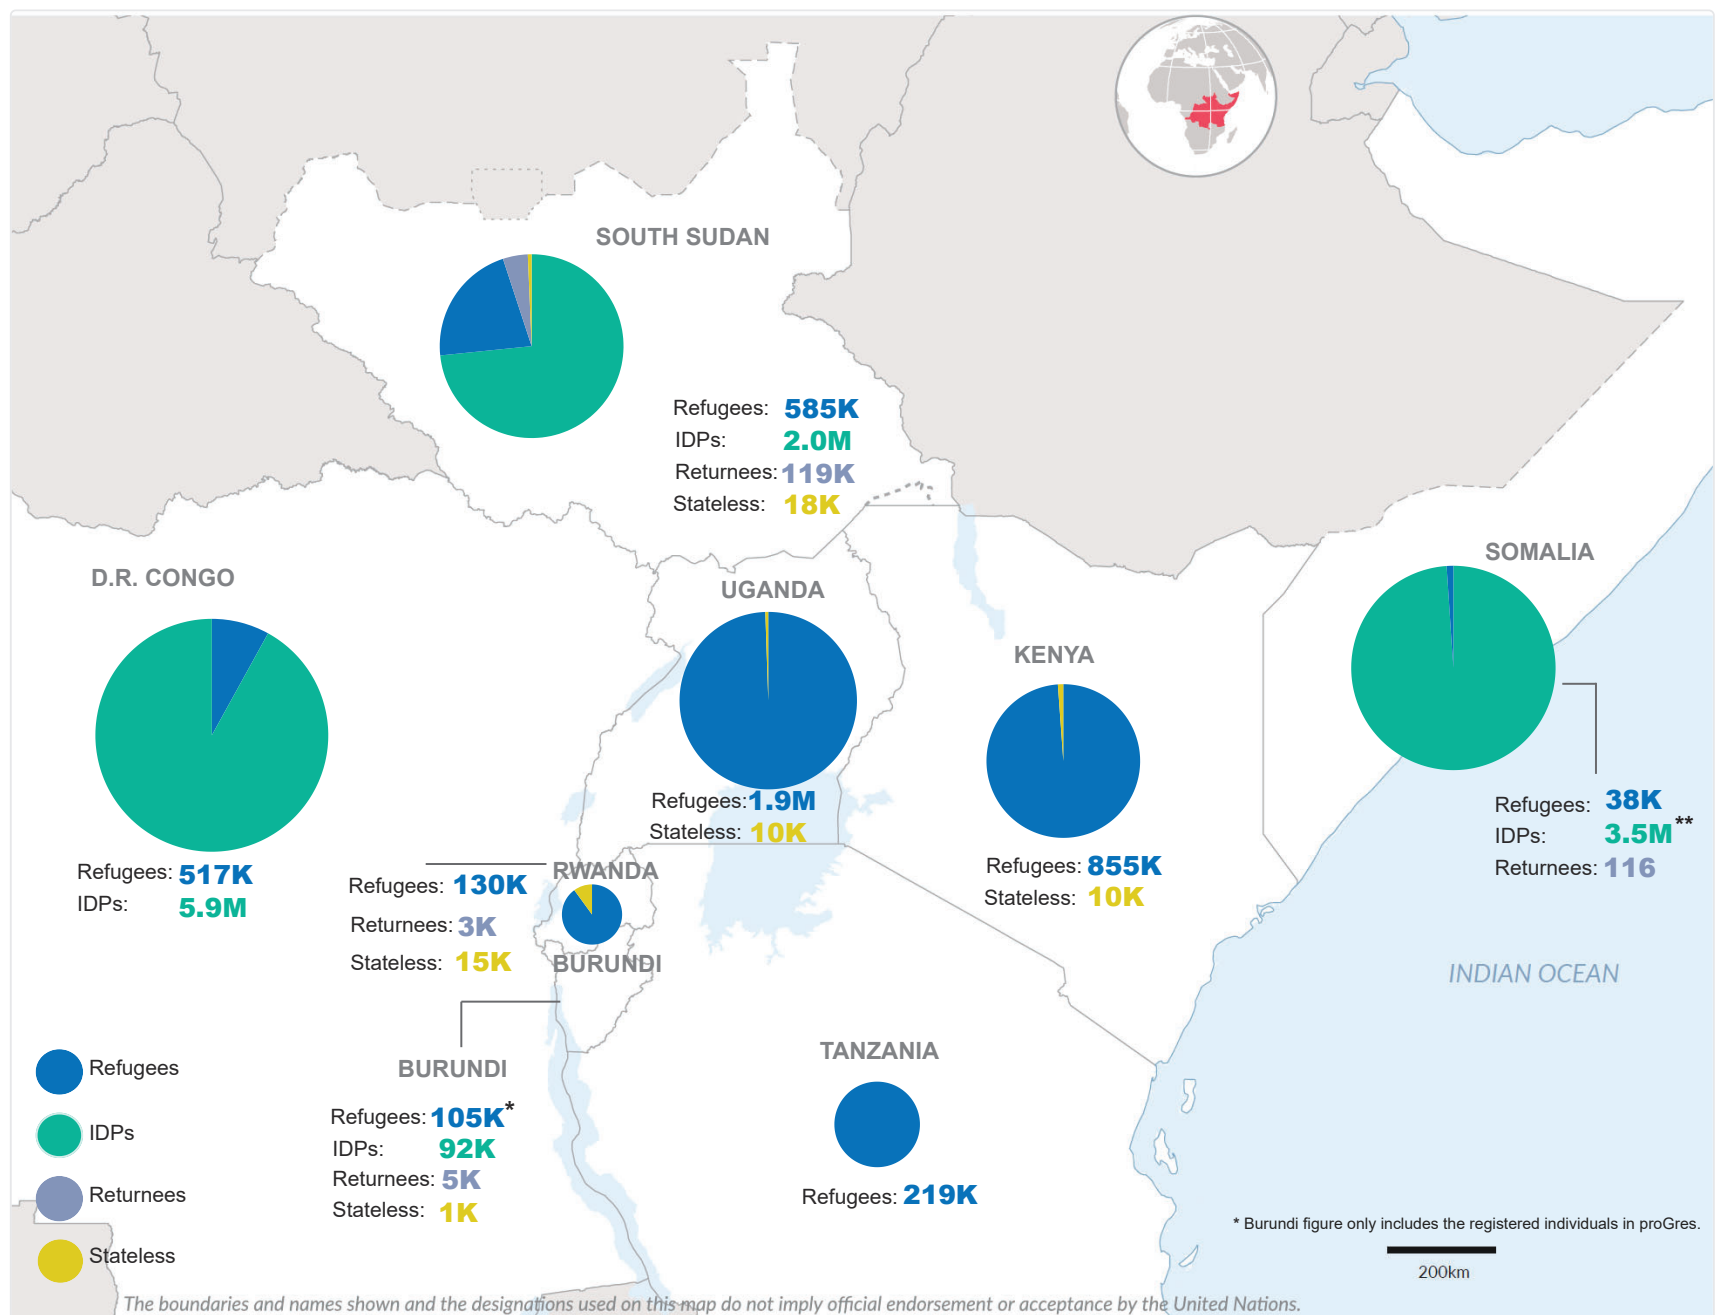 SOUTH SUDAN
Refugees: 585K
IDPs: 2.0M
Returnees: 119K
Stateless: 18K
D.R. CONGO
Refugees: 517K
IDPs: 5.9M
UGANDA
Refugees: 1.9M
Stateless: 10K
KENYA
Refugees: 855K
Stateless: 10K
SOMALIA
Refugees: 38K
IDPs: 3.5M**
Returnees: 116
RWANDA
Refugees: 130K
Returnees: 3K
Stateless: 15K
BURUNDI
BURUNDI
Refugees: 105K*
IDPs: 92K
Returnees: 5K
Stateless: 1K
TANZANIA
Refugees: 219K
INDIAN OCEAN
Refugees
IDPs
Returnees
Stateless
* Burundi figure only includes the registered individuals in proGres.
200km
The boundaries and names shown and the designations used on this map do not imply official endorsement or acceptance by the United Nations.